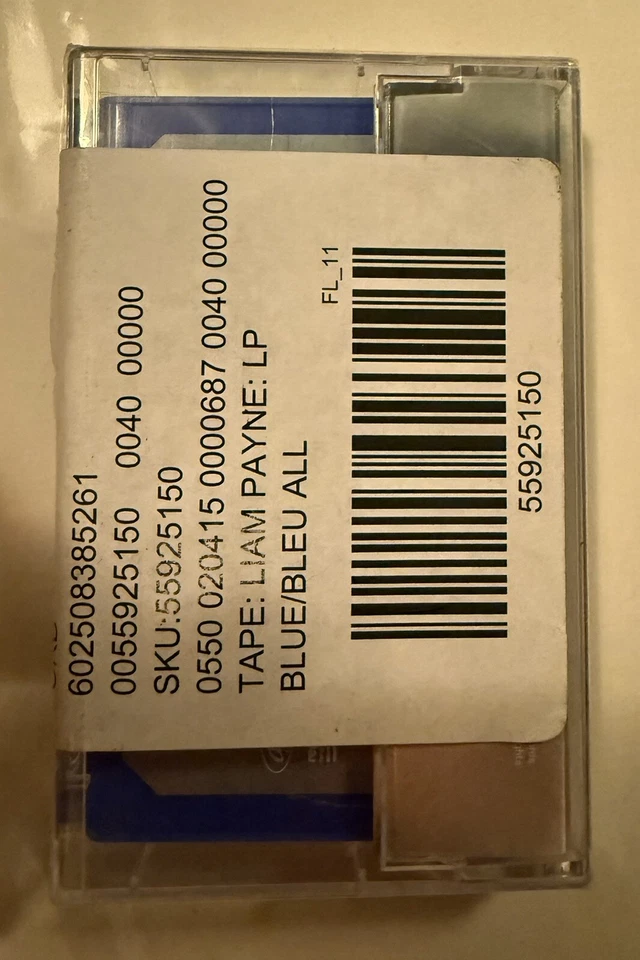 602508385261
0055925150 0040 00000
SKU:55925150
0550 020415 0000687 0040 00000
TAPE: LIAM PAYNE: LP
BLUE/BLEU ALL
FL_11
55925150